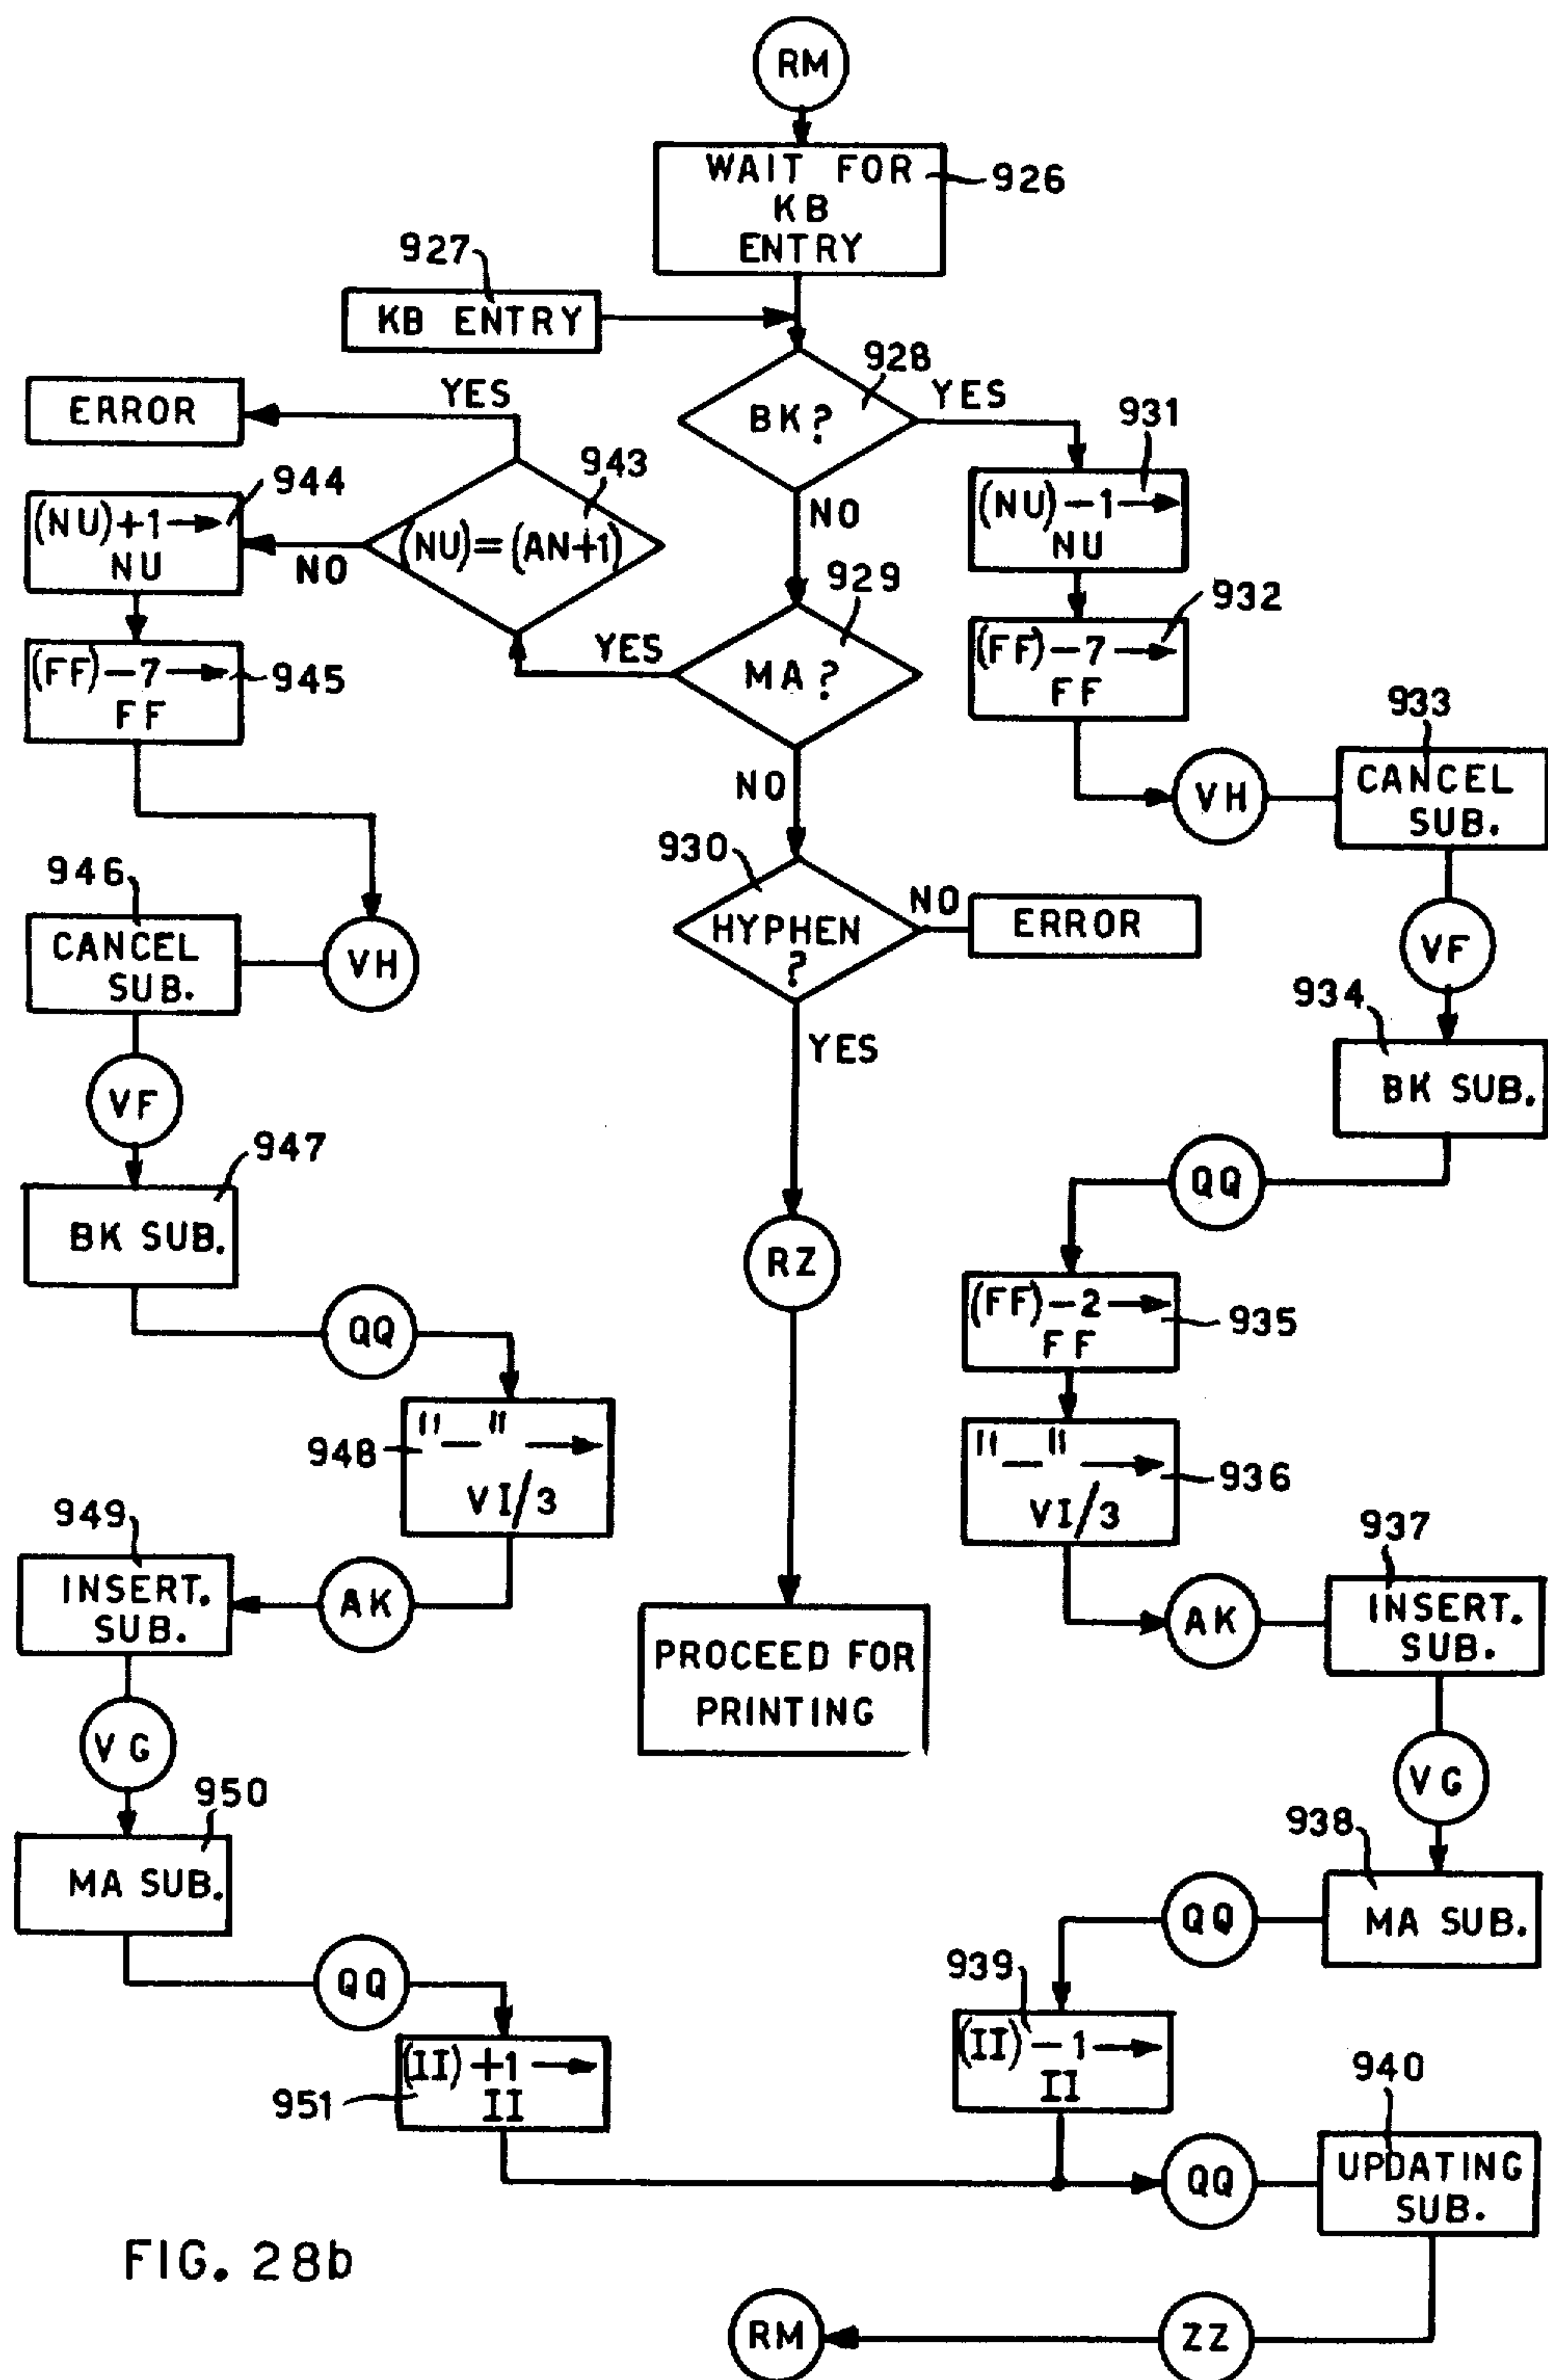 RM
WAIT FOR
KB
ENTRY
926
927
KB ENTRY
928
BK?
YES
NO
931
(NU)-1→
NU
932
(FF)-7→
FF
VH
933
CANCEL
SUB.
VF
934
BK SUB.
QQ
(FF)-2→
FF
935
"—" →
VI/3
936
AK
937
INSERT.
SUB.
VG
938
MA SUB.
QQ
939
(II)-1→
II
940
QQ
UPDATING
SUB.
ZZ
RM
929
MA?
YES
NO
930
HYPHEN
?
NO
ERROR
YES
RZ
PROCEED FOR
PRINTING
943
(NU)=(AN+1)
YES
ERROR
NO
944
(NU)+1→
NU
(FF)-7→
FF
945
VH
946
CANCEL
SUB.
VF
947
BK SUB.
QQ
948
"—" →
VI/3
AK
949
INSERT.
SUB.
VG
950
MA SUB.
QQ
(II)+1→
II
951
FIG. 28b